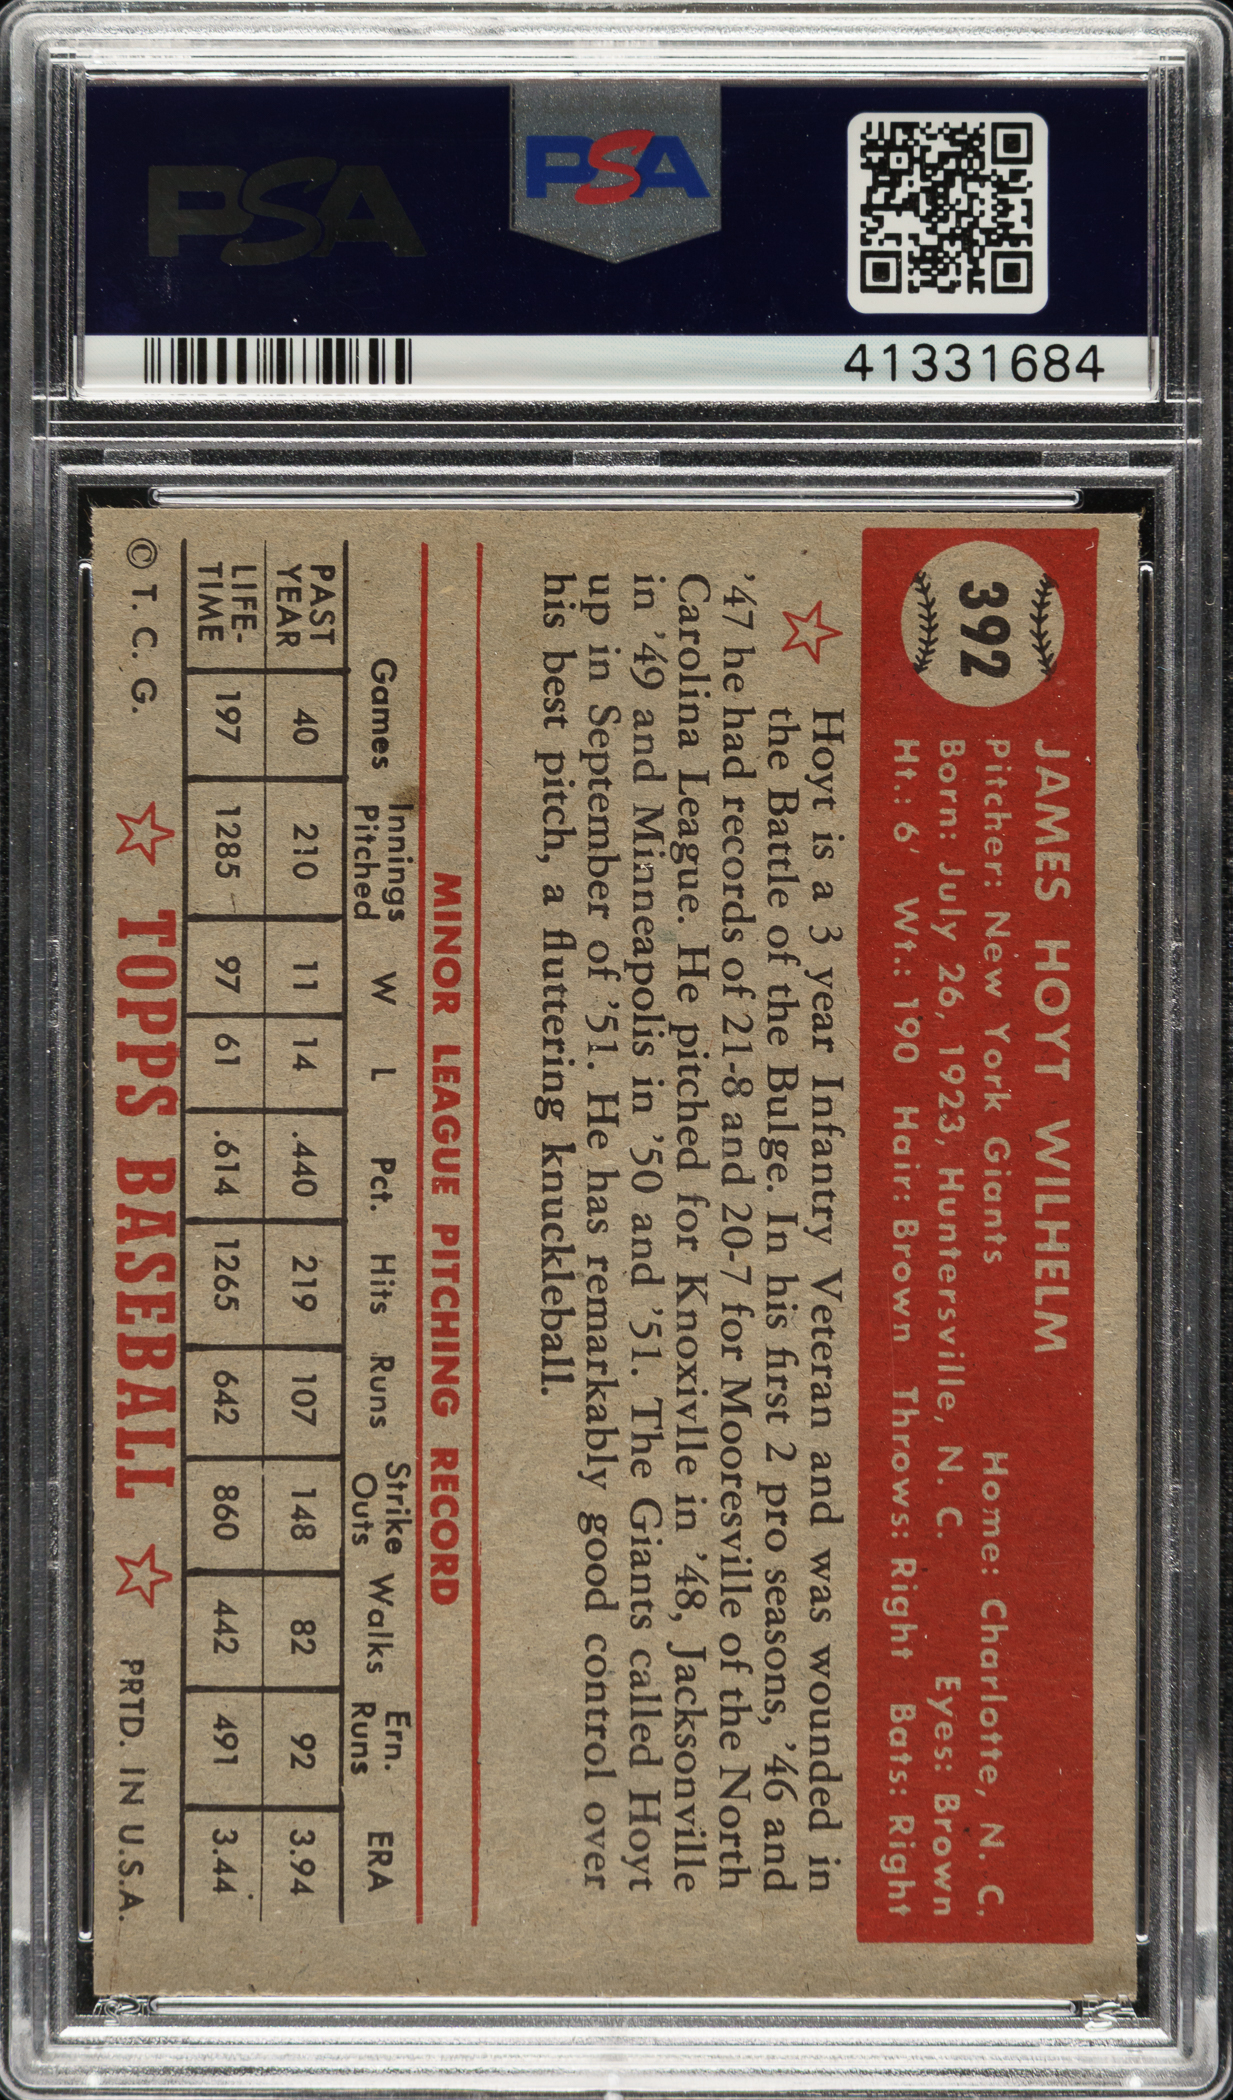 PSA
PSA
41331684
392
JAMES HOYT WILHELM
Pitcher: New York Giants Home: Charlotte, N. C.
Born: July 26, 1923, Huntersville, N. C. Eyes: Brown
Ht.: 6' Wt.: 190 Hair: Brown Throws: Right Bats: Right
Hoyt is a 3 year Infantry Veteran and was wounded in
the Battle of the Bulge. In his first 2 pro seasons, '46 and
'47 he had records of 21-8 and 20-7 for Mooresville of the North
Carolina League. He pitched for Knoxivlle in '48, Jacksonville
in '49 and Minneapolis in '50 and '51. The Giants called Hoyt
up in September of '51. He has remarkably good control over
his best pitch, a fluttering knuckleball.
MINOR LEAGUE PITCHING RECORD
Games Innings Pitched W L Pct. Hits Runs Strike Outs Walks Ern. Runs ERA
PAST YEAR 40 210 11 14 .440 219 107 148 82 92 3.94
LIFE-TIME 197 1285 97 61 .614 1265 642 860 442 491 3.44
© T. C. G. TOPPS BASEBALL PRTD. IN U.S.A.